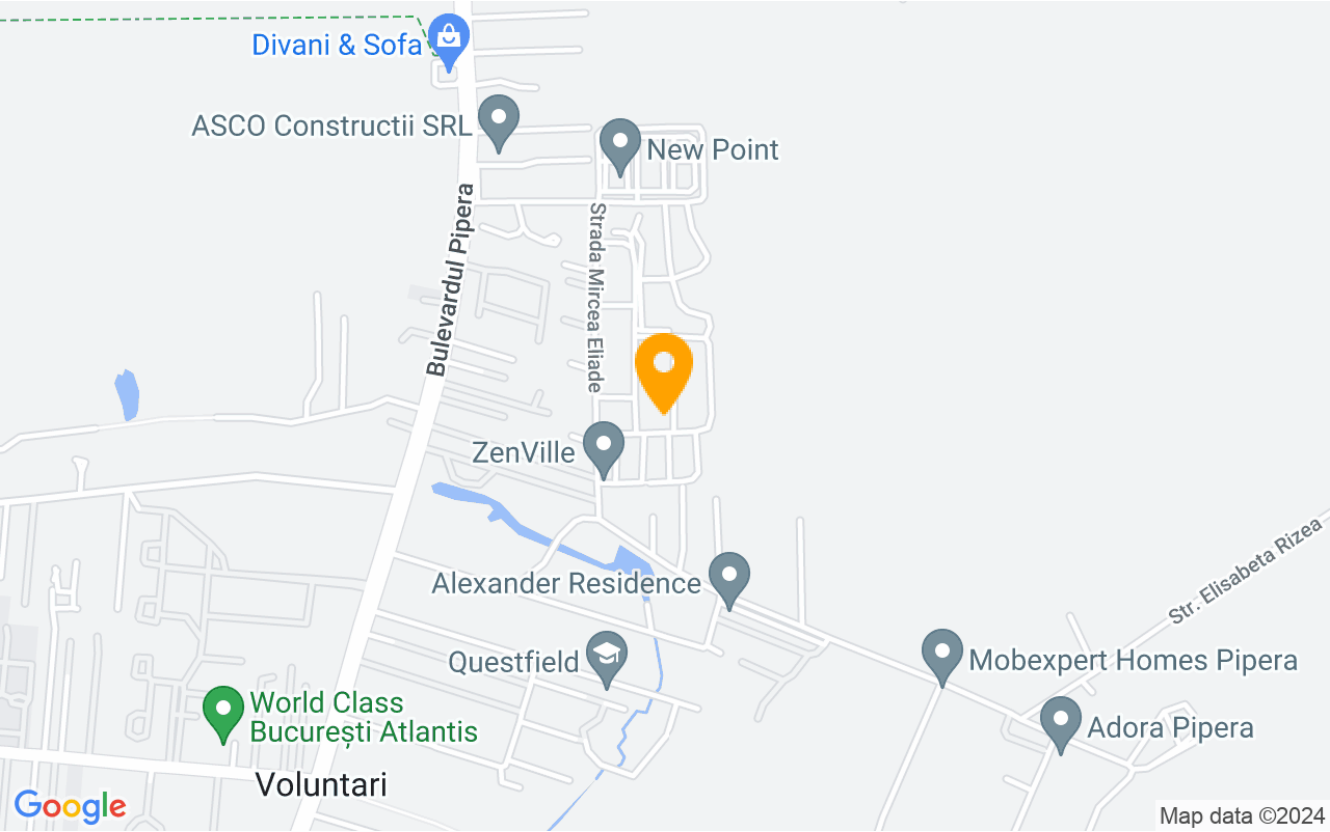 Divani & Sofa
ASCO Constructii SRL
New Point
Bulevardul Pipera
Strada Mircea Eliade
ZenVille
Alexander Residence
Str. Elisabeta Rizea
Questfield
Mobexpert Homes Pipera
World Class
București Atlantis
Adora Pipera
Voluntari
Google
Map data ©2024